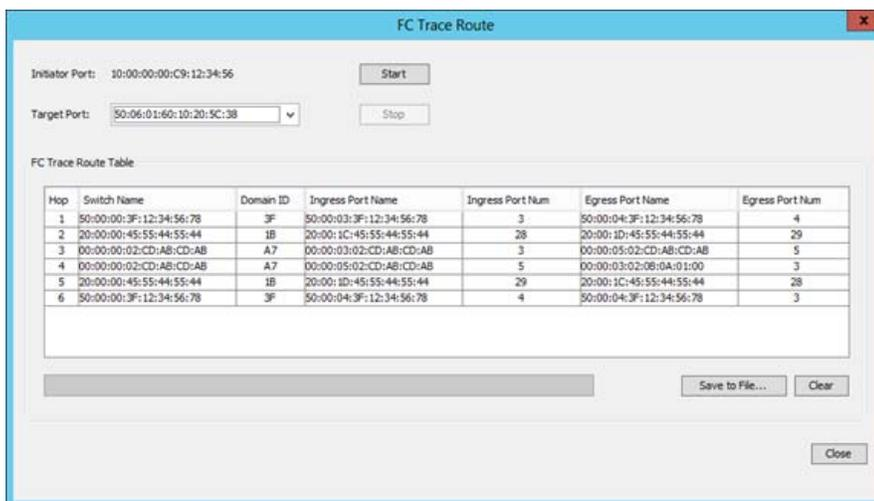 FC Trace Route
x
Initiator Port: 10:00:00:00:C9:12:34:56 Start
Target Port: 50:06:01:60:10:20:5C:38 Stop
FC Trace Route Table
Hop Switch Name Domain ID Ingress Port Name Ingress Port Num Egress Port Name Egress Port Num
1 50:00:00:3F:12:34:56:78 3F 50:00:03:3F:12:34:56:78 3 50:00:04:3F:12:34:56:78 4
2 20:00:00:45:55:44:55:44 1B 20:00:1C:45:55:44:55:44 28 20:00:1D:45:55:44:55:44 29
3 00:00:00:02:CD:AB:CD:AB A7 00:00:03:02:CD:AB:CD:AB 3 00:00:05:02:CD:AB:CD:AB 5
4 00:00:00:02:CD:AB:CD:AB A7 00:00:05:02:CD:AB:CD:AB 5 00:00:03:02:08:0A:01:00 3
5 20:00:00:45:55:44:55:44 1B 20:00:1D:45:55:44:55:44 29 20:00:1C:45:55:44:55:44 28
6 50:00:00:3F:12:34:56:78 3F 50:00:04:3F:12:34:56:78 4 50:00:04:3F:12:34:56:78 3
Save to File... Clear
Close